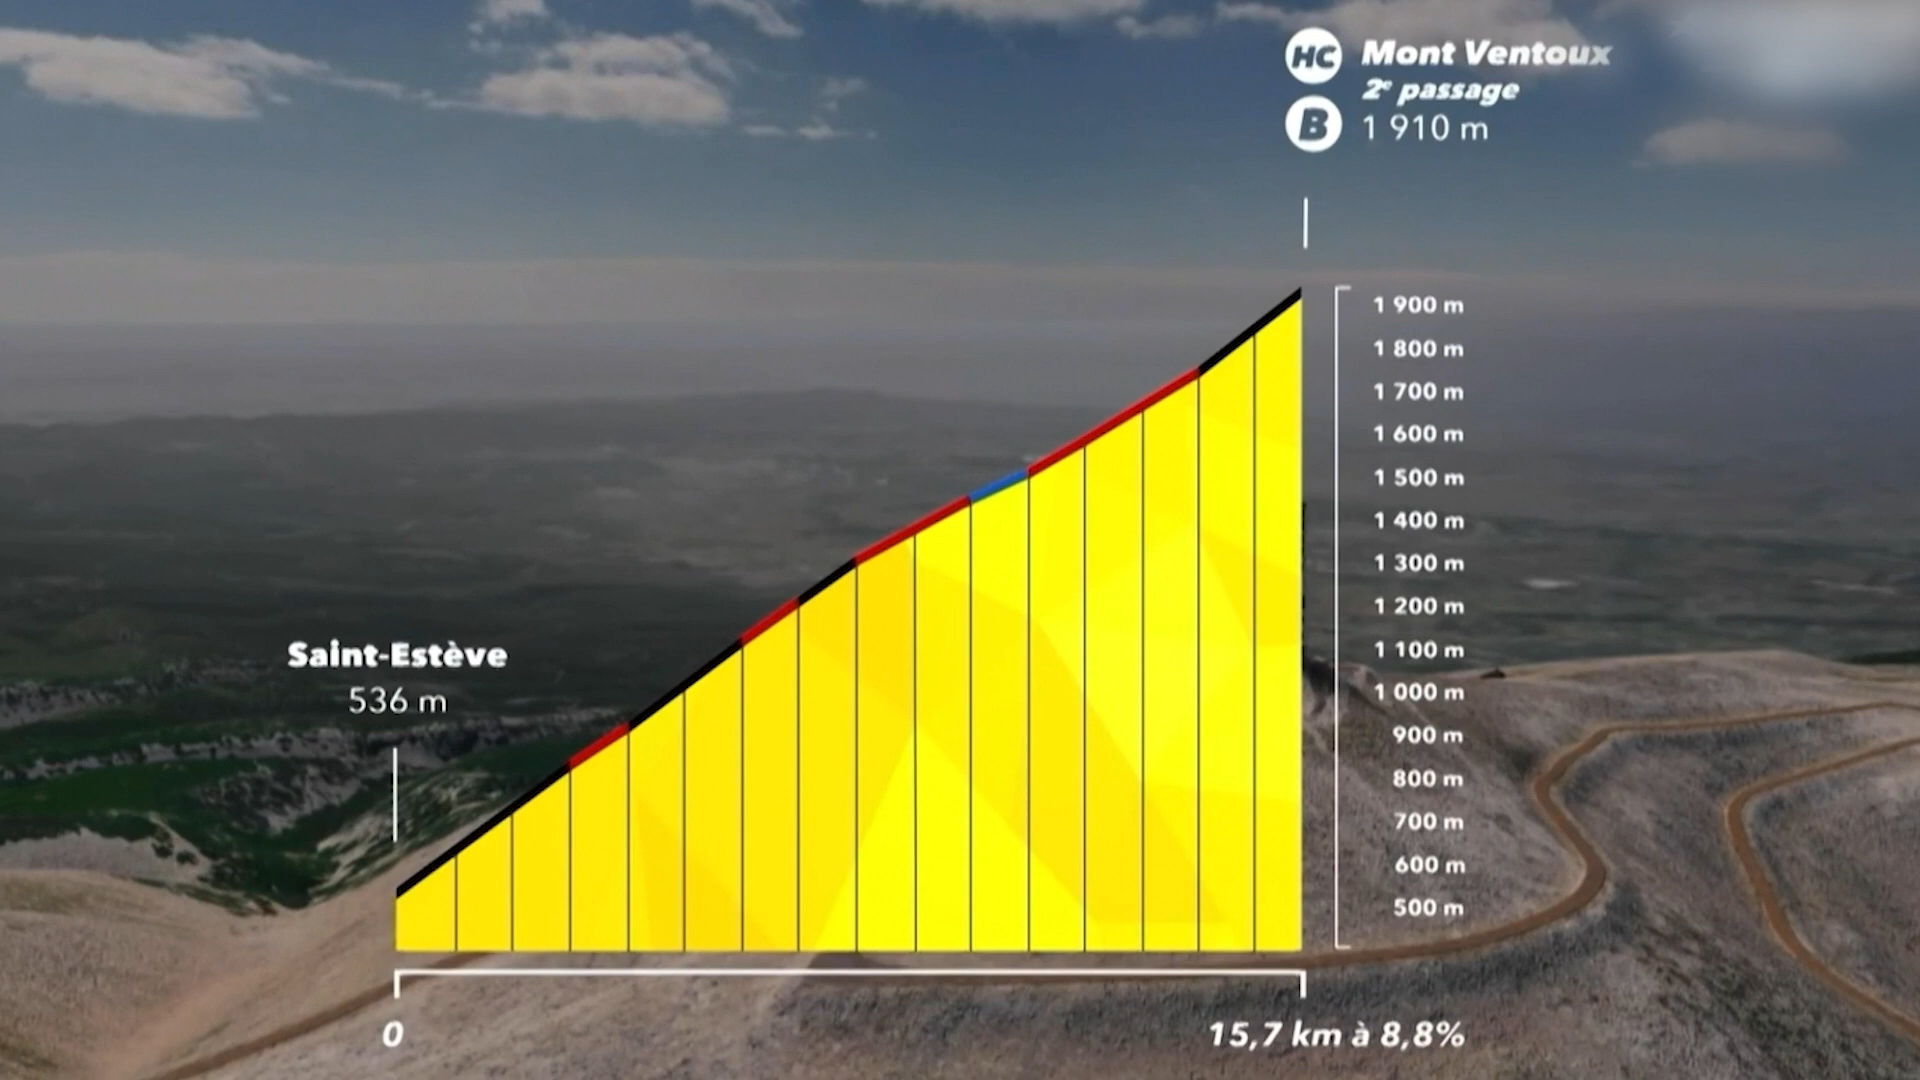 HC Mont Ventoux
2e passage
B 1 910 m
1 900 m
1 800 m
1 700 m
1 600 m
1 500 m
1 400 m
1 300 m
1 200 m
1 100 m
1 000 m
900 m
800 m
700 m
600 m
500 m
Saint-Estève
536 m
0
15,7 km à 8,8%